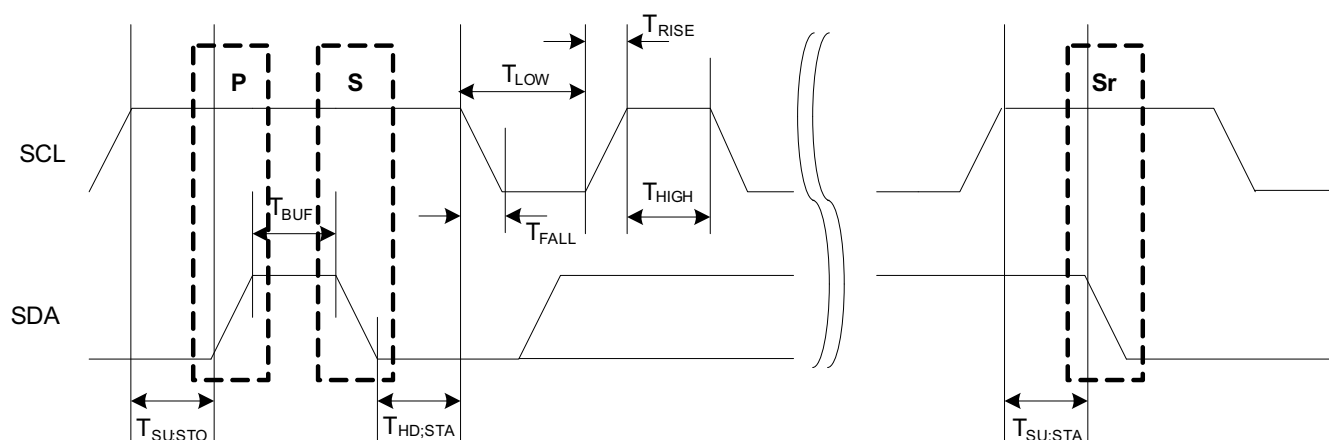 T_RISE
P
S
T_LOW
Sr
SCL
T_HIGH
T_BUF
T_FALL
SDA
T_SU;STO
T_HD;STA
T_SU;STA